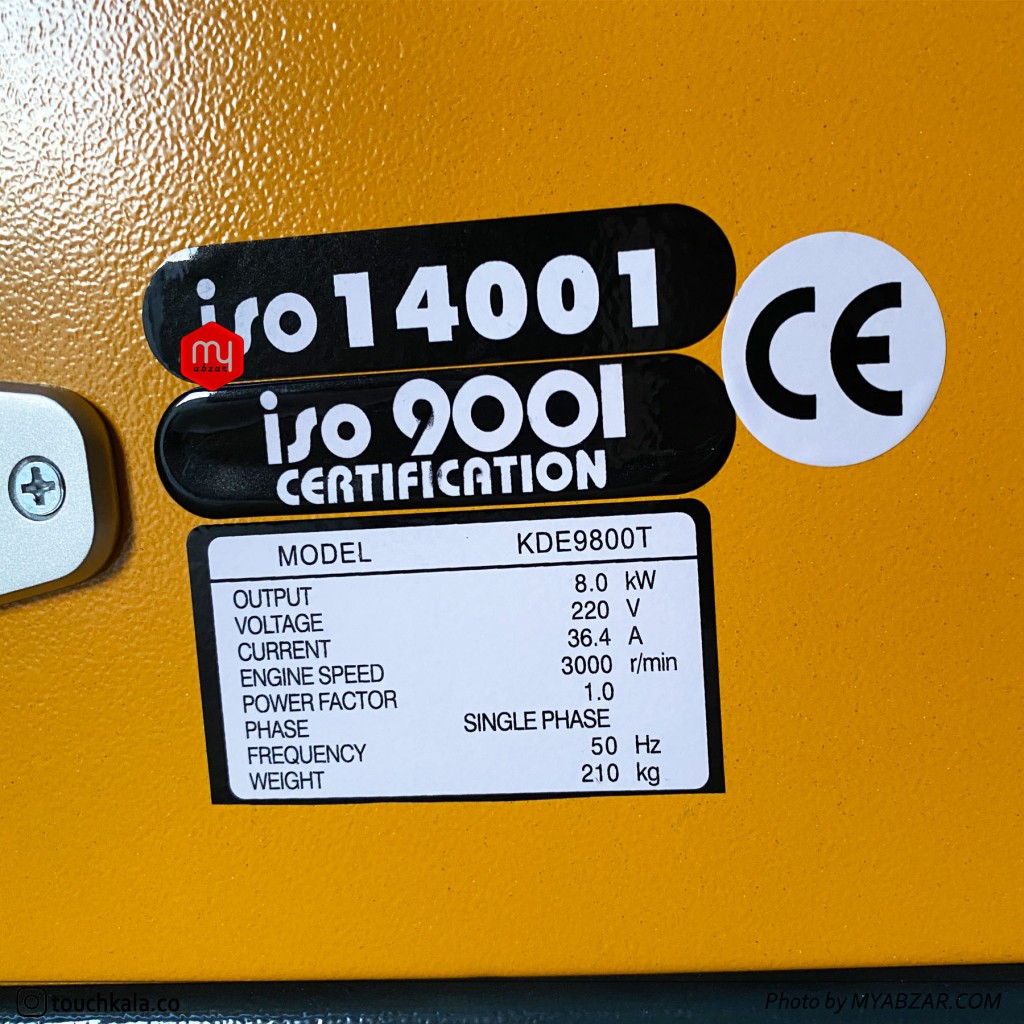 iso 14001
my
abzar
iso 9001
CERTIFICATION
CE
MODEL KDE9800T
OUTPUT 8.0 kW
VOLTAGE 220 V
CURRENT 36.4 A
ENGINE SPEED 3000 r/min
POWER FACTOR 1.0
PHASE SINGLE PHASE
FREQUENCY 50 Hz
WEIGHT 210 kg
touchkala.co
Photo by MYABZAR.COM